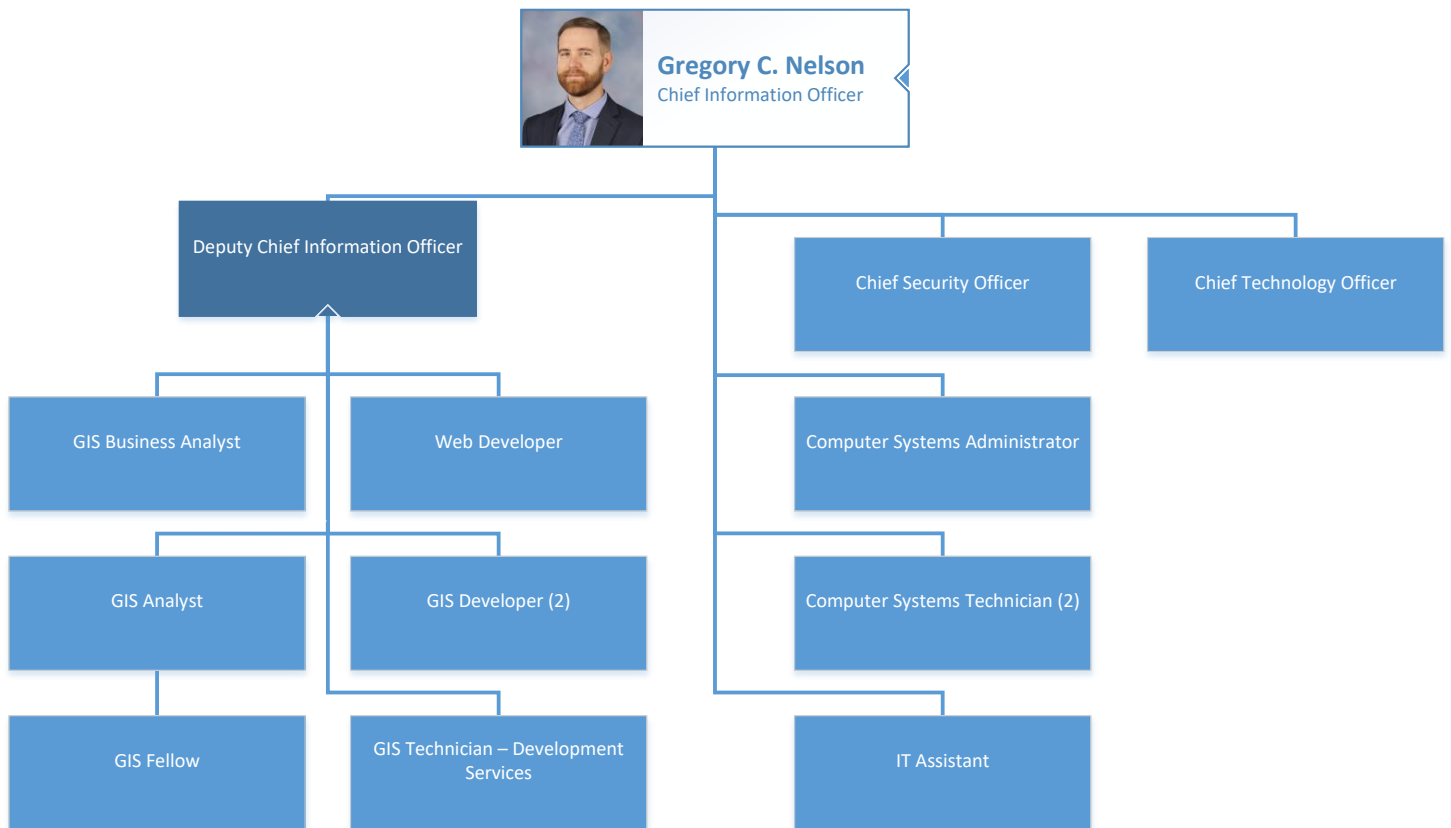 Gregory C. Nelson
Chief Information Officer
Deputy Chief Information Officer
Chief Security Officer
Chief Technology Officer
GIS Business Analyst
Web Developer
Computer Systems Administrator
GIS Analyst
GIS Developer (2)
Computer Systems Technician (2)
GIS Fellow
GIS Technician – Development
Services
IT Assistant